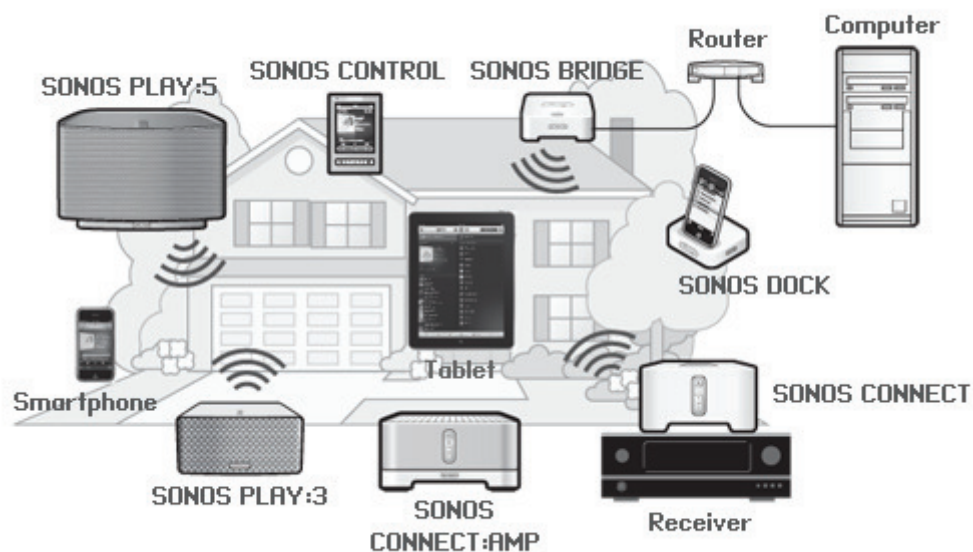 Computer
Router
SONOS CONTROL
SONOS BRIDGE
SONOS PLAY:5
SONOS DOCK
Tablet
Smartphone
SONOS CONNECT
SONOS PLAY:3
SONOS
CONNECT:AMP
Receiver